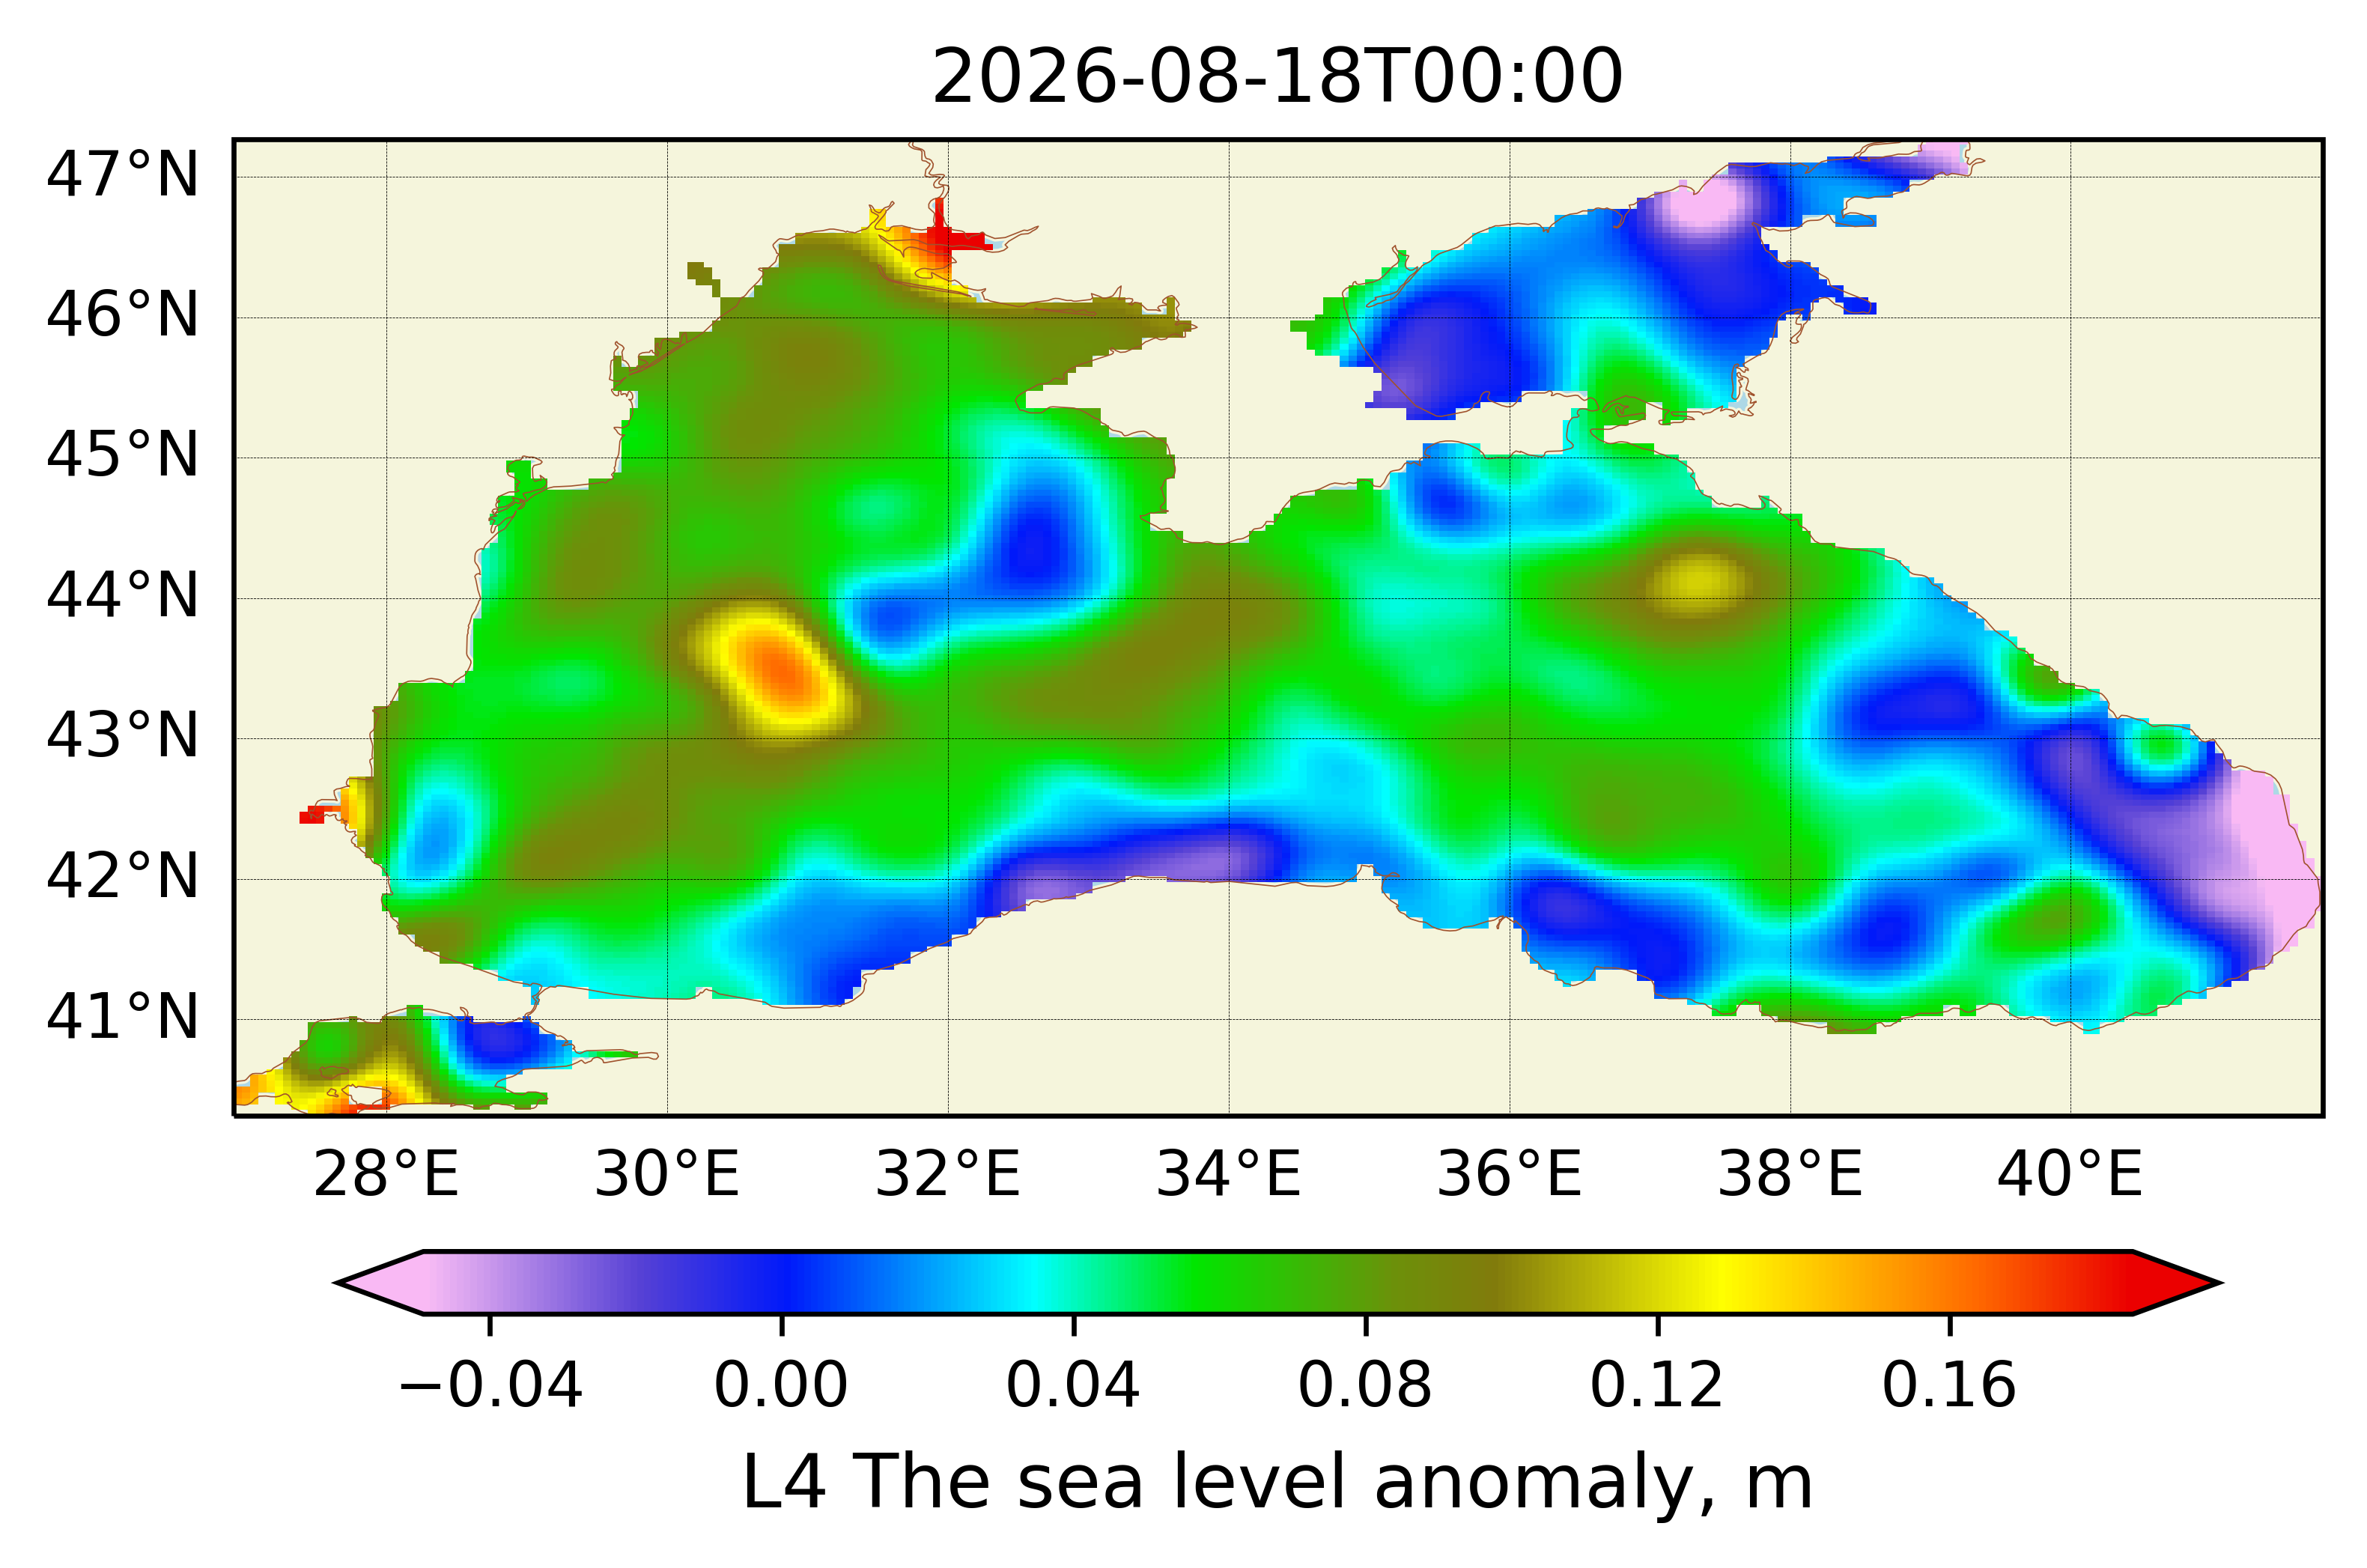 2026-08-18T00:00
47°N
46°N
45°N
44°N
43°N
42°N
41°N
28°E 30°E 32°E 34°E 36°E 38°E 40°E
−0.04 0.00 0.04 0.08 0.12 0.16
L4 The sea level anomaly, m